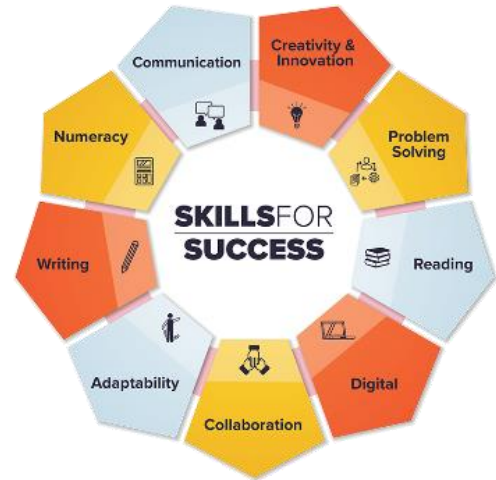 Communication
Creativity &
Innovation
Numeracy
Problem
Solving
SKILLSFOR
SUCCESS
Writing
Reading
Adaptability
Digital
Collaboration